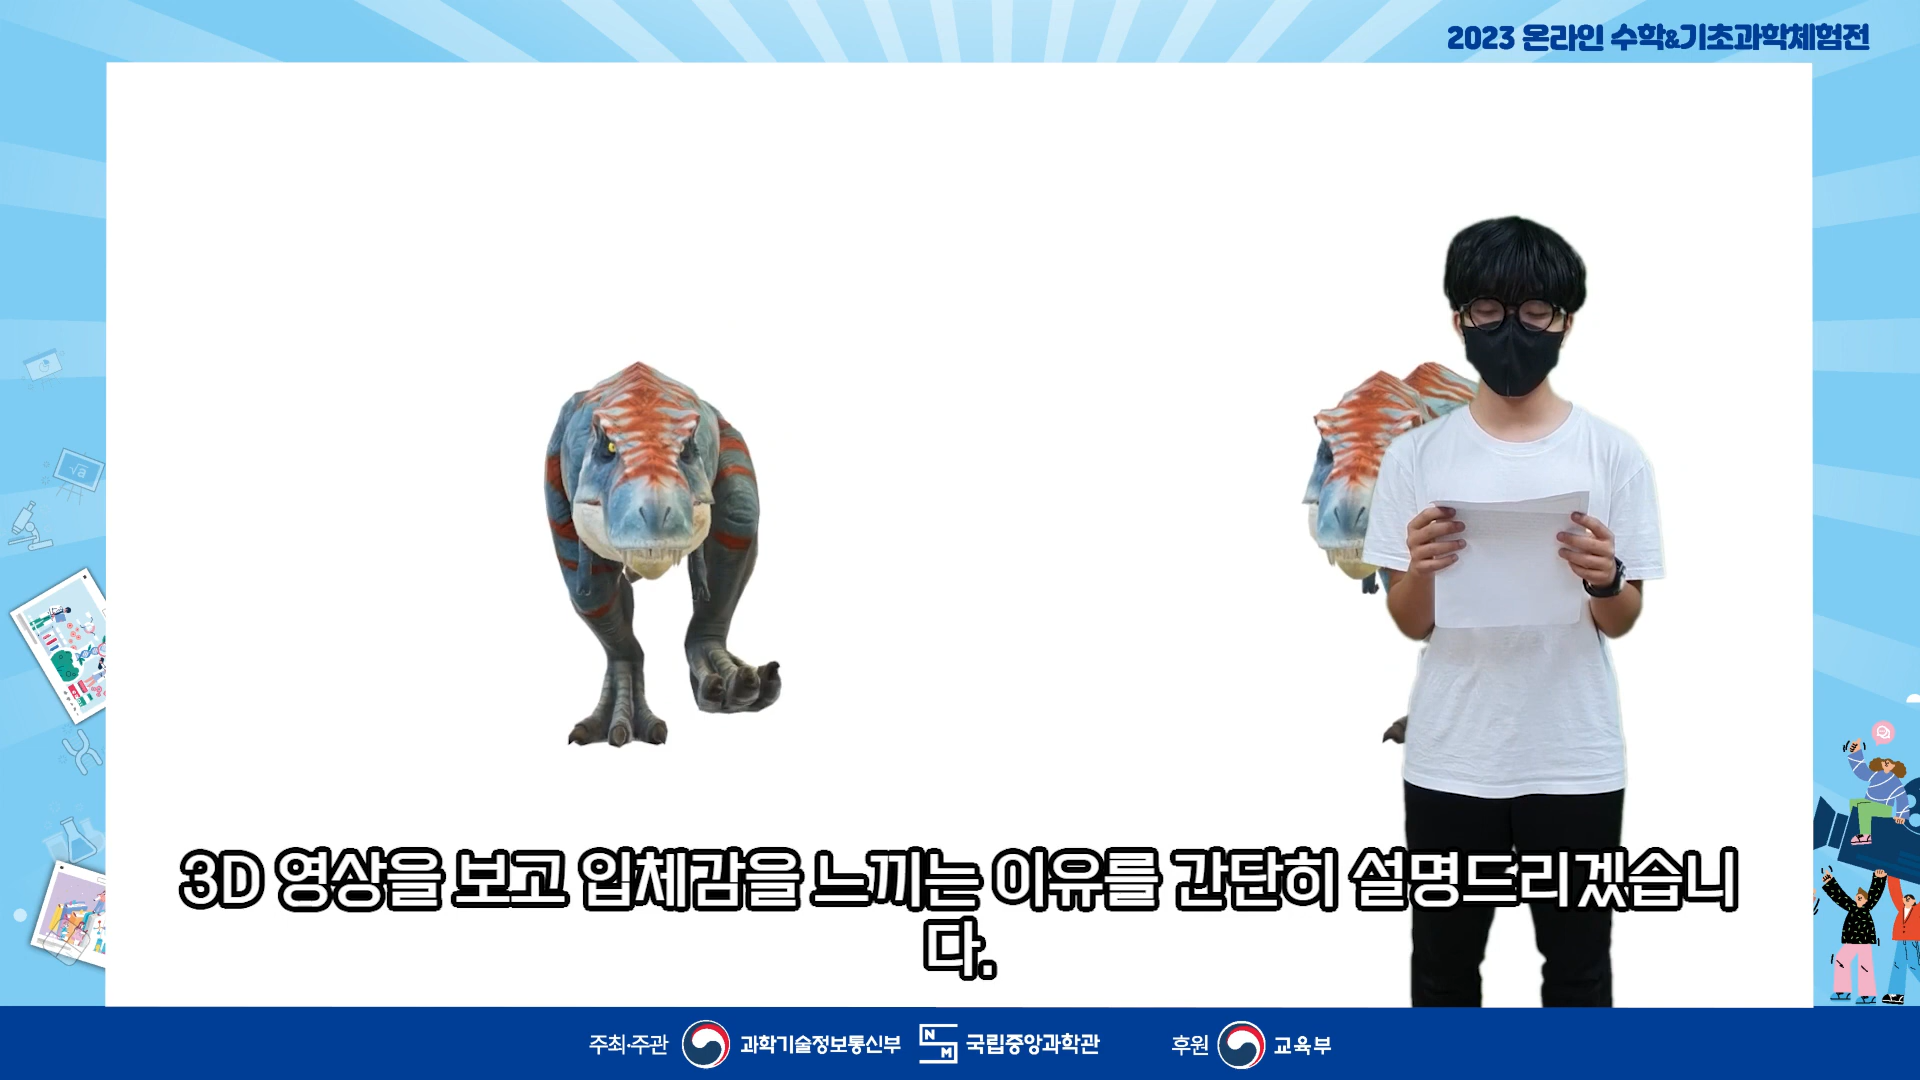 2023 온라인 수학&기초과학체험전
3D 영상을 보고 입체감을 느끼는 이유를 간단히 설명드리겠습니
다.
주최·주관 과학기술정보통신부 NSM 국립중앙과학관 후원 교육부